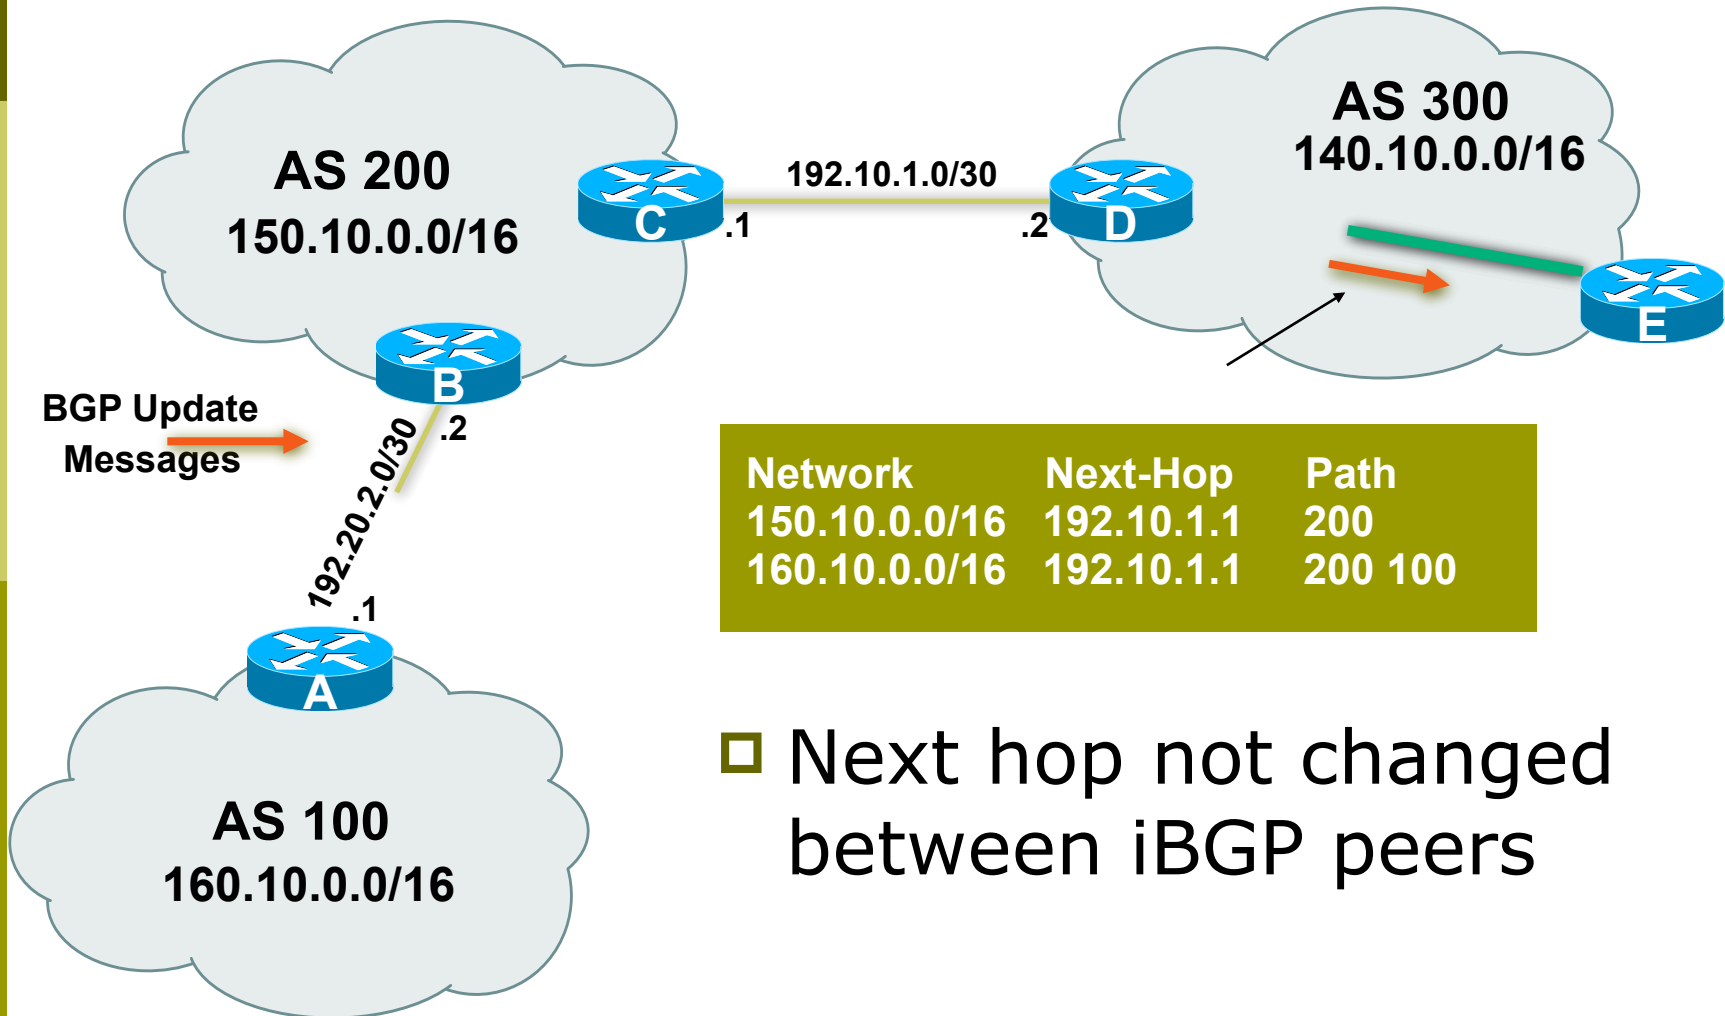 AS 200
150.10.0.0/16
C
.1
192.10.1.0/30
.2
D
AS 300
140.10.0.0/16
E
B
.2
BGP Update
Messages
192.20.2.0/30
.1
A
AS 100
160.10.0.0/16
Network Next-Hop Path
150.10.0.0/16 192.10.1.1 200
160.10.0.0/16 192.10.1.1 200 100
Next hop not changed
between iBGP peers